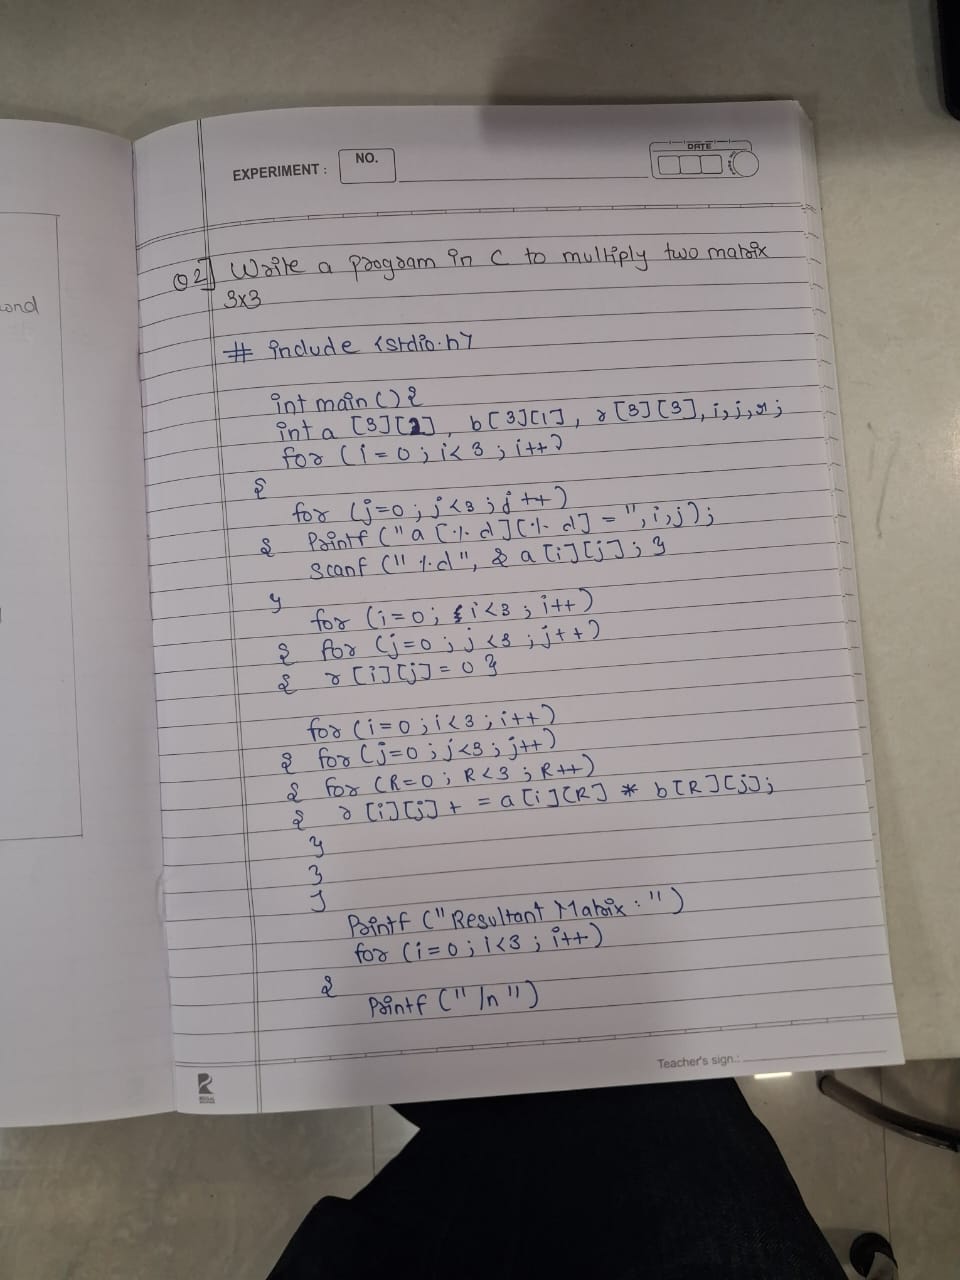 EXPERIMENT :
NO.
DATE
Q2] Write a program in C to multiply two matrix
3x3
# include <stdio.h>
int main () {
int a [3][2], b[3][1], r[3][3], i, j, r;
for (i = 0 ; i < 3 ; i++)
{
for (j=0 ; j<3 ; j++)
Printf ("a [%d][%d] = ", i,j);
{ Scanf ("%d", & a [i][j]; }
}
for (i=0; i<3 ; i++)
{ for (j=0 ; j<3 ; j++)
{ r [i][j] = 0 }
for (i=0 ; i<3 ; i++)
{ for (j=0 ; j<3 ; j++)
{ for (R=0 ; R<3 ; R++)
{ r [i][j] + = a [i][R] * b[R][j];
}
}
}
Printf ("Resultant Matrix : ")
for (i=0 ; i<3 ; i++)
{
Printf (" /n ")
Teacher's sign.:
and